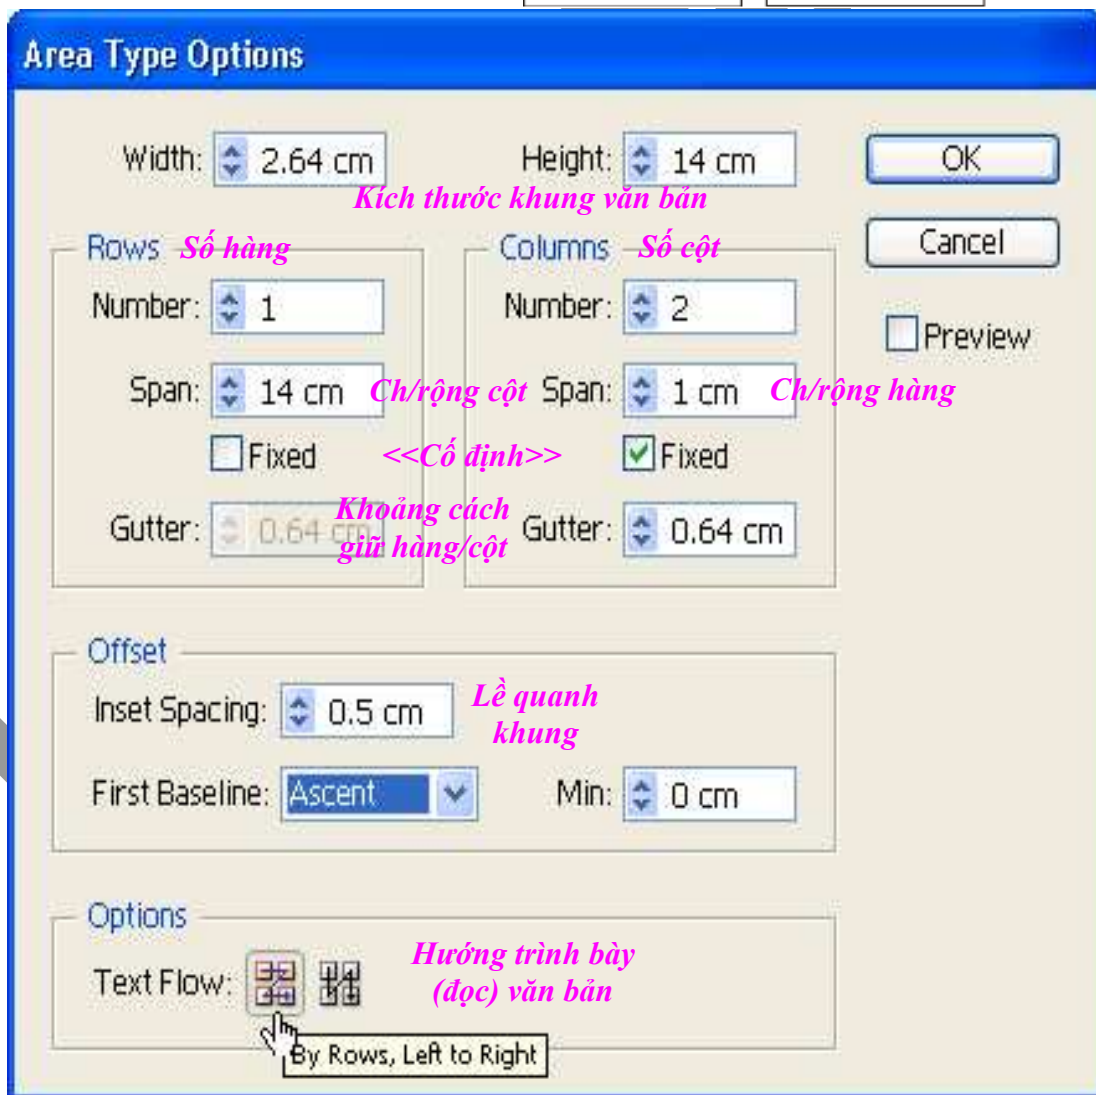 Area Type Options
Width: 2.64 cm Height: 14 cm OK
Kích thước khung văn bản
Rows Số hàng Columns Số cột Cancel
Number: 1 Number: 2
Preview
Span: 14 cm Ch/rộng cột Span: 1 cm Ch/rộng hàng
Fixed <<Cố định>> Fixed
Gutter: 0.64 cm Khoảng cách
giữ hàng/cột Gutter: 0.64 cm
Offset
Inset Spacing: 0.5 cm Lề quanh
khung
First Baseline: Ascent Min: 0 cm
Options
Text Flow: Hướng trình bày
(đọc) văn bản
By Rows, Left to Right